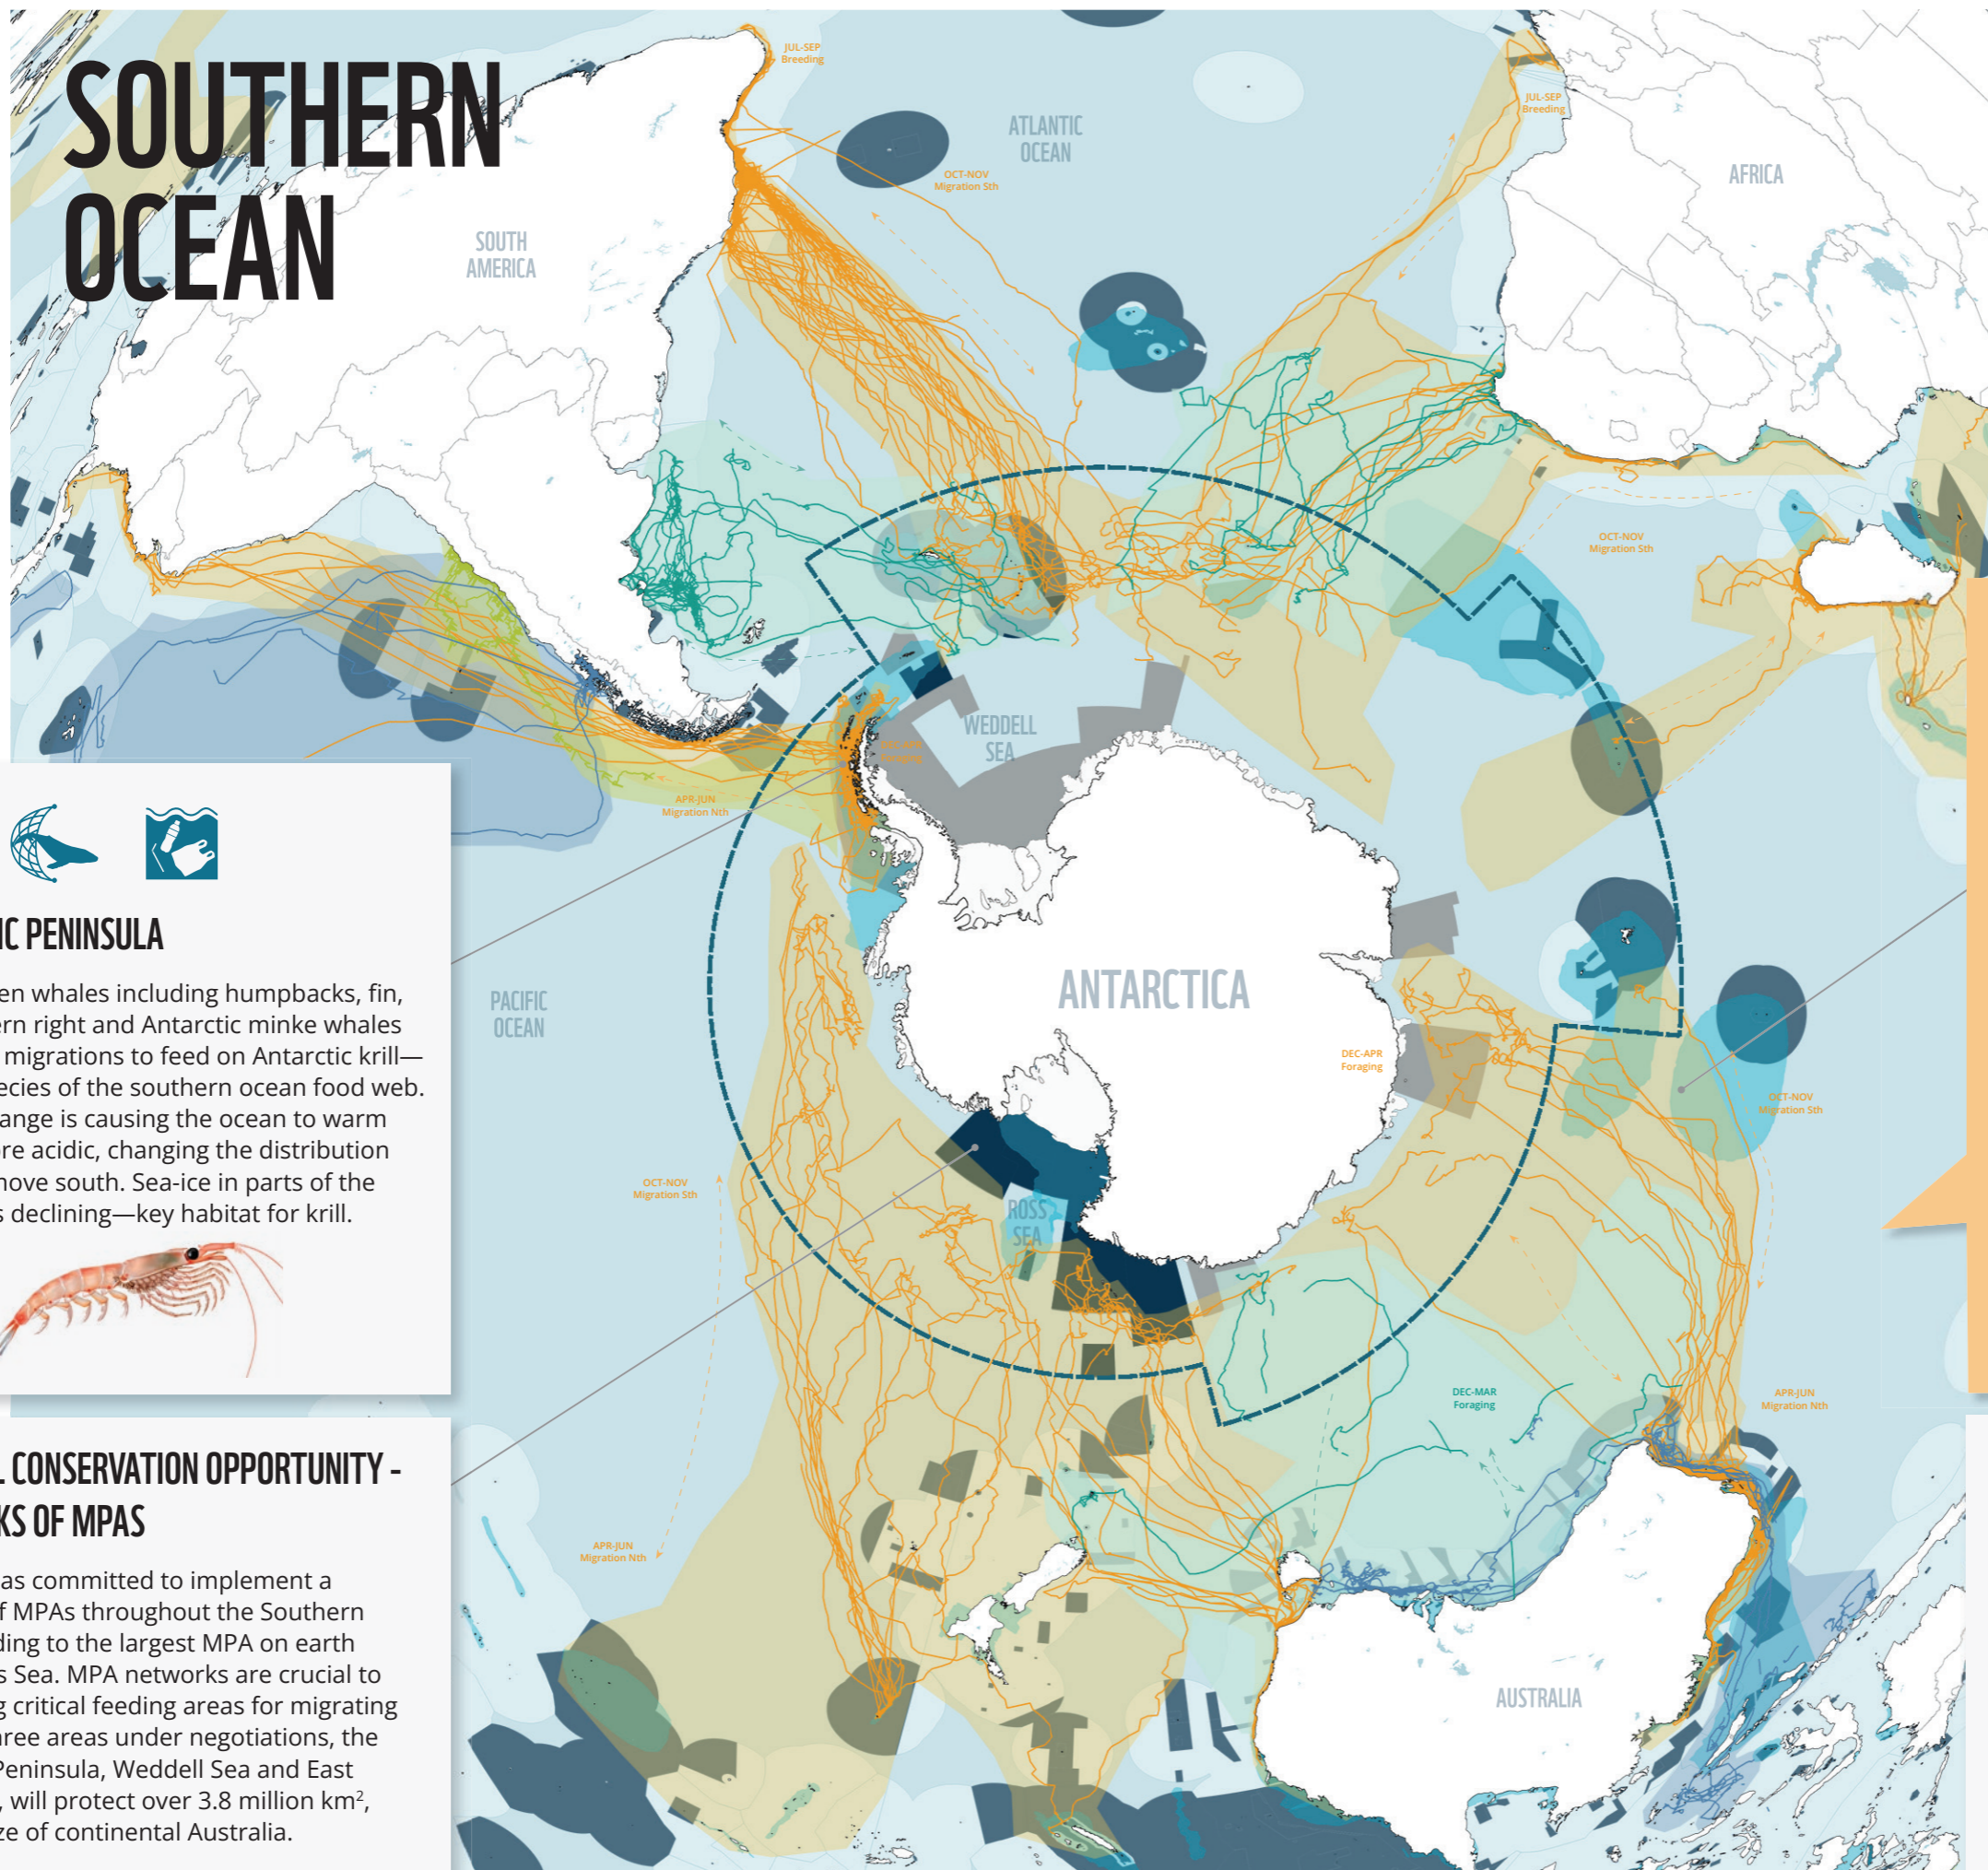 SOUTHERN
OCEAN
JUL-SEP
Breeding
ATLANTIC
OCEAN
JUL-SEP
Breeding
AFRICA
OCT-NOV
Migration Sth
SOUTH
AMERICA
OCT-NOV
Migration Sth
WEDDELL
SEA
DEC-APR
Foraging
APR-JUN
Migration Nth
IC PENINSULA
en whales including humpbacks, fin,
ern right and Antarctic minke whales
migrations to feed on Antarctic krill—
ecies of the southern ocean food web.
ange is causing the ocean to warm
re acidic, changing the distribution
move south. Sea-ice in parts of the
s declining—key habitat for krill.
PACIFIC
OCEAN
ANTARCTICA
DEC-APR
Foraging
OCT-NOV
Migration Sth
OCT-NOV
Migration Sth
ROSS
SEA
DEC-MAR
Foraging
APR-JUN
Migration Nth
L CONSERVATION OPPORTUNITY -
KS OF MPAS
as committed to implement a
f MPAs throughout the Southern
ding to the largest MPA on earth
s Sea. MPA networks are crucial to
g critical feeding areas for migrating
hree areas under negotiations, the
Peninsula, Weddell Sea and East
, will protect over 3.8 million km²,
ze of continental Australia.
APR-JUN
Migration Nth
AUSTRALIA